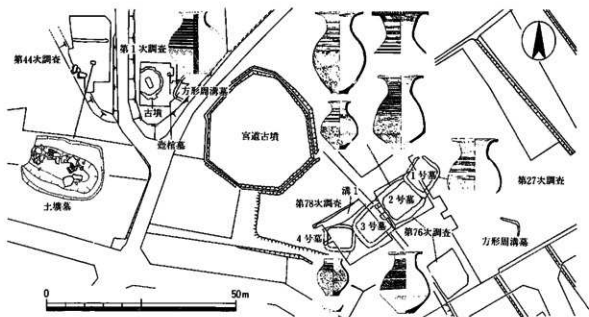 第44次調査
第1次調査
方形周溝墓
古墳
壺棺墓
土壙墓
宮道古墳
第78次調査
溝1
1号墓
2号墓
3号墓
4号墓
第76次調査
第27次調査
方形周溝墓
0
50m